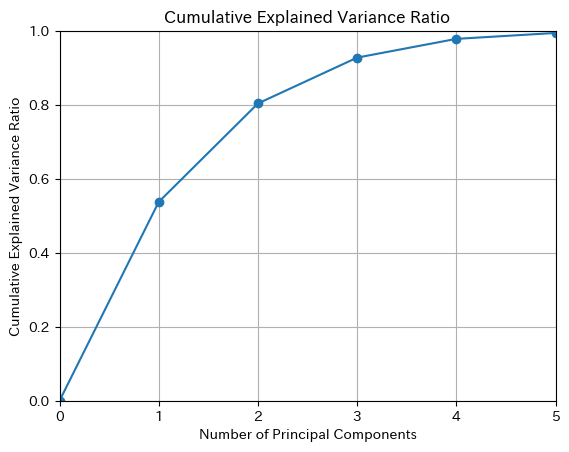 Cumulative Explained Variance Ratio
Cumulative Explained Variance Ratio
1.0
0.8
0.6
0.4
0.2
0.0
0 1 2 3 4 5
Number of Principal Components